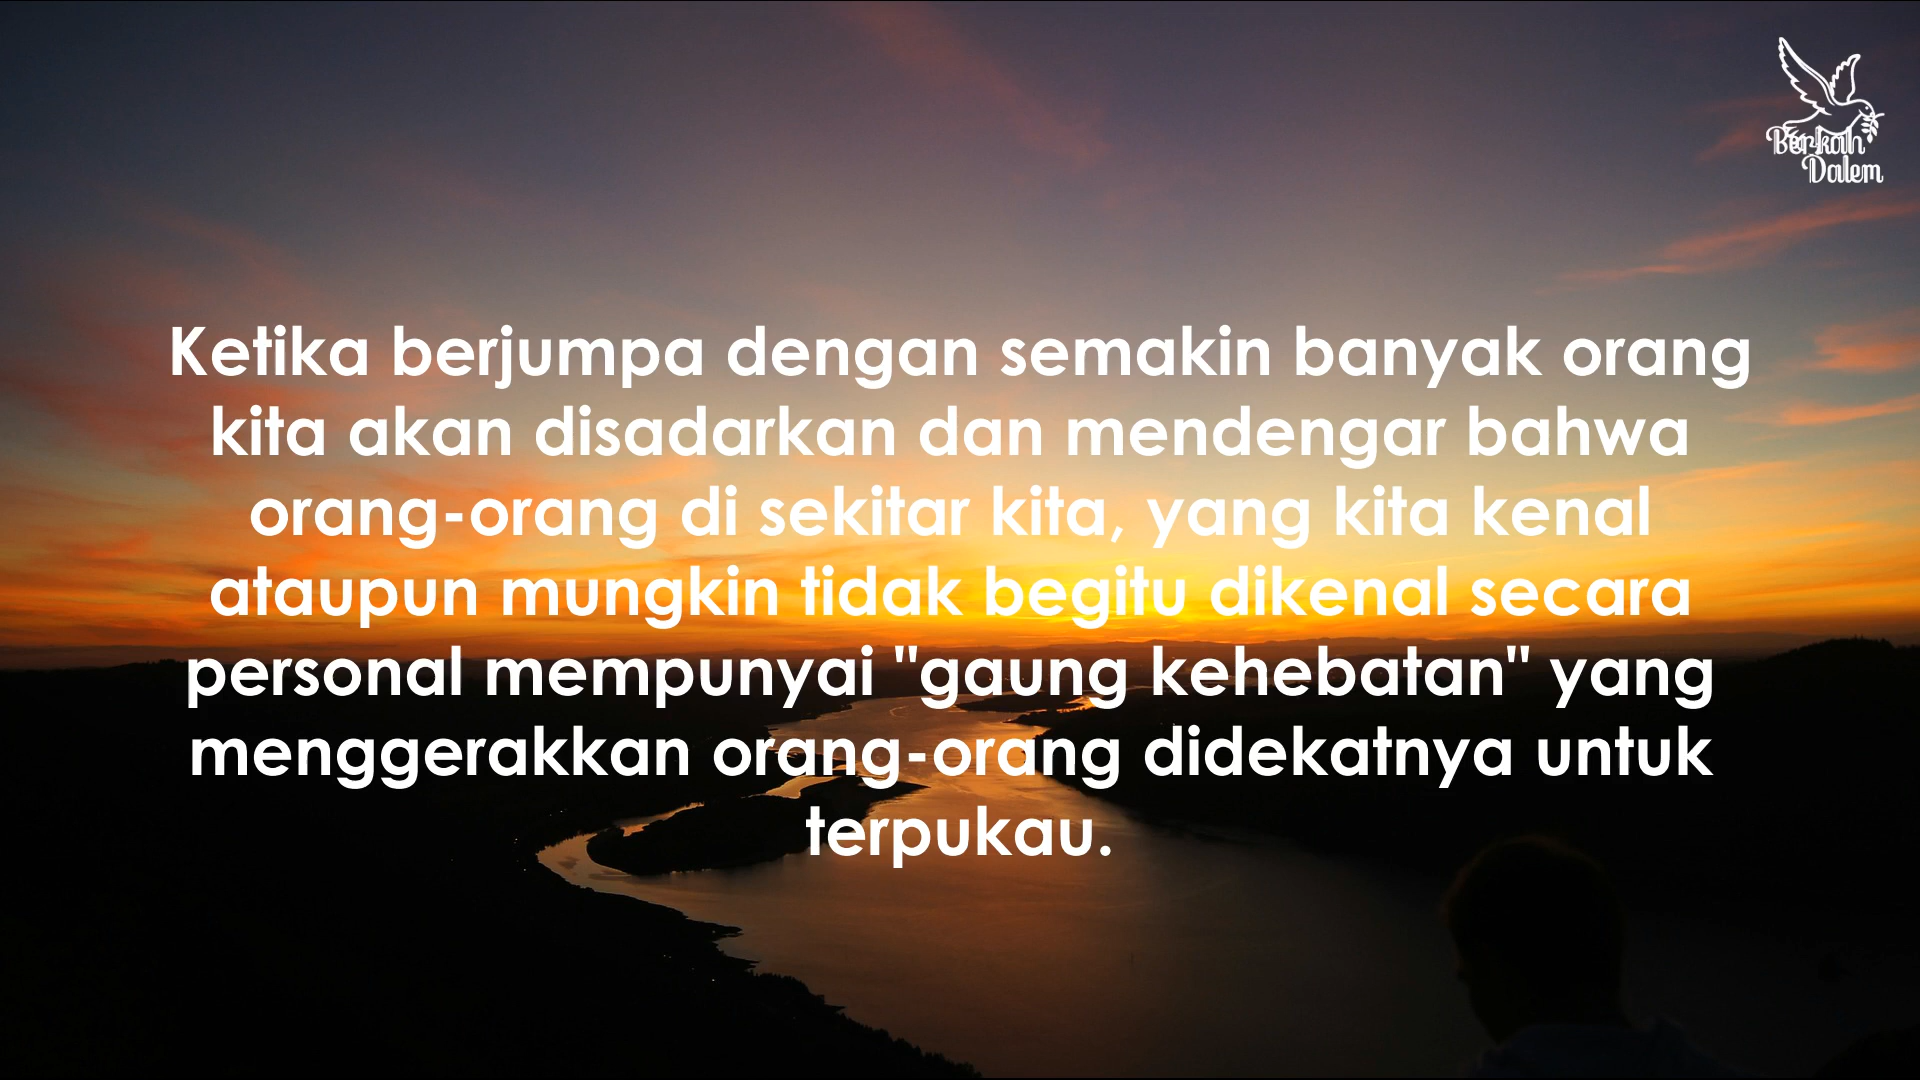 Berkah
Dalem
Ketika berjumpa dengan semakin banyak orang
kita akan disadarkan dan mendengar bahwa
orang-orang di sekitar kita, yang kita kenal
ataupun mungkin tidak begitu dikenal secara
personal mempunyai "gaung kehebatan" yang
menggerakkan orang-orang didekatnya untuk
terpukau.